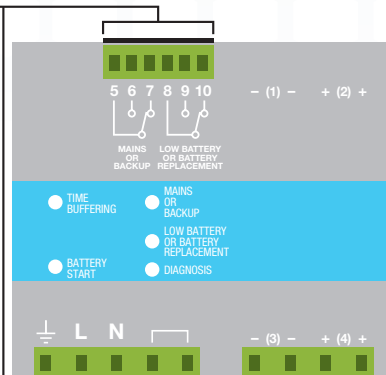 5 6 7 8 9 10
– (1) – + (2) +
MAINS
OR
BACKUP
LOW BATTERY
OR BATTERY
REPLACEMENT
TIME
BUFFERING
MAINS
OR
BACKUP
LOW BATTERY
OR BATTERY
REPLACEMENT
BATTERY
START
DIAGNOSIS
L N
– (3) – + (4) +